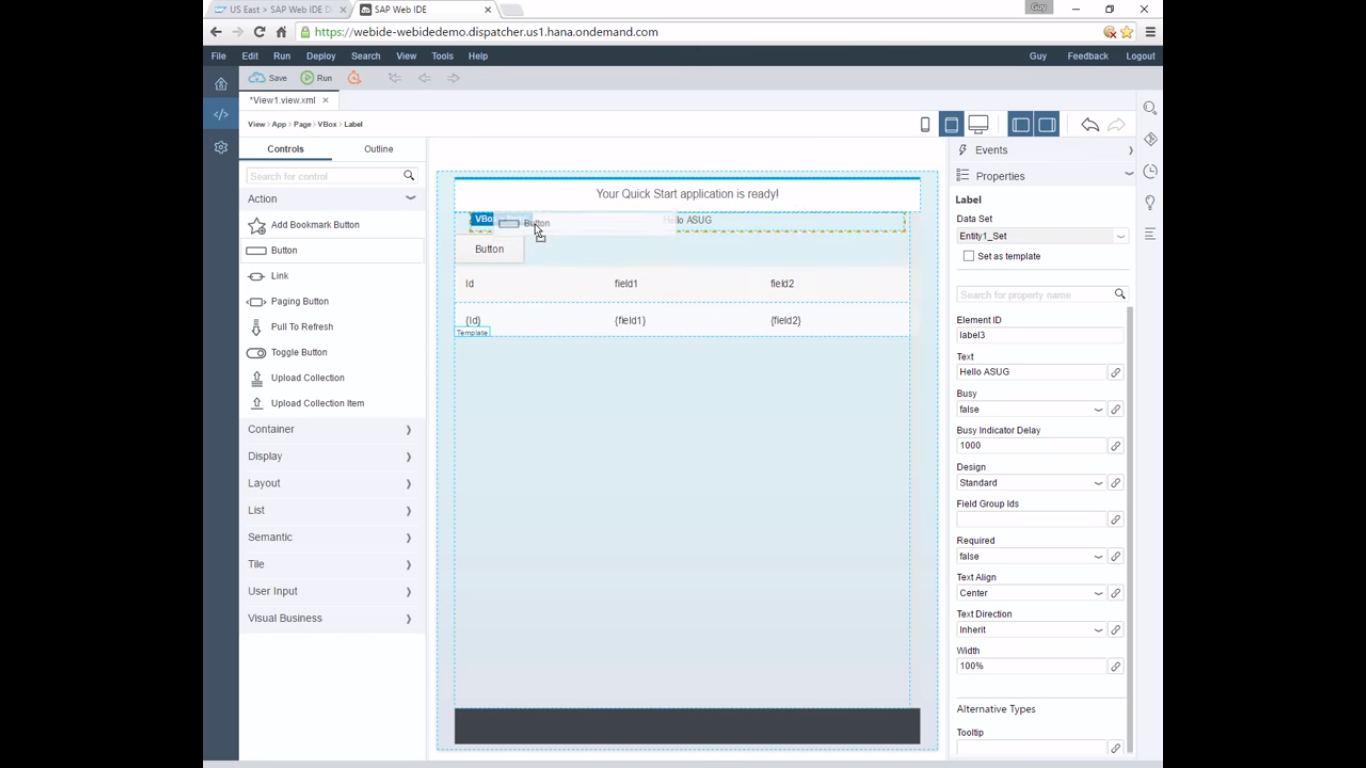 US East > SAP Web IDE D
SAP Web IDE
Guy
https://webide-webidedemo.dispatcher.us1.hana.ondemand.com
File Edit Run Deploy Search View Tools Help Guy Feedback Logout
Save Run
*View1.view.xml
View > App > Page > VBox > Label
Controls Outline
Search for control
Action
Add Bookmark Button
Button
Link
Paging Button
Pull To Refresh
Toggle Button
Upload Collection
Upload Collection Item
Container
Display
Layout
List
Semantic
Tile
User Input
Visual Business
Your Quick Start application is ready!
VBo Button llo ASUG
Button
Id field1 field2
{Id} {field1} {field2}
Template
Events
Properties
Label
Data Set
Entity1_Set
Set as template
Search for property name
Element ID
label3
Text
Hello ASUG
Busy
false
Busy Indicator Delay
1000
Design
Standard
Field Group Ids
Required
false
Text Align
Center
Text Direction
Inherit
Width
100%
Alternative Types
Tooltip